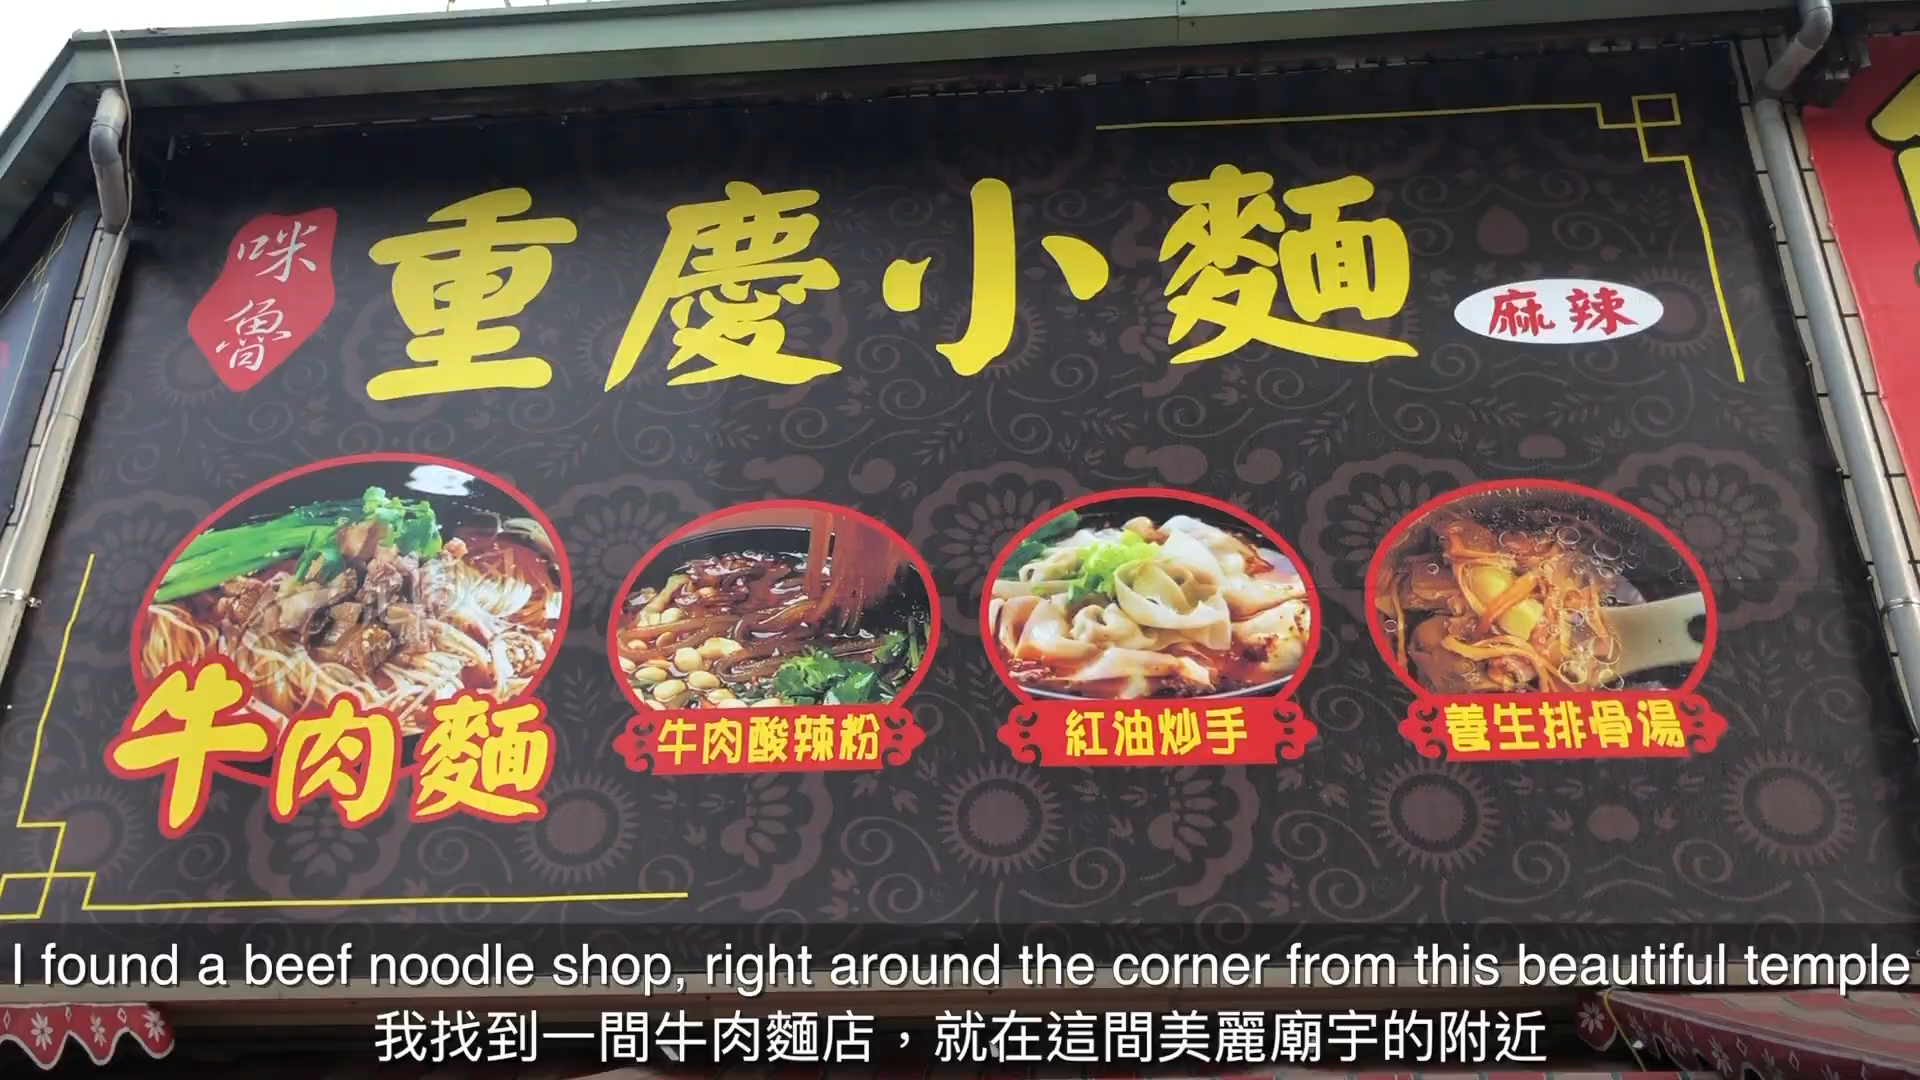 咪魯
重慶小麵
麻辣
牛肉麵
牛肉酸辣粉
紅油炒手
養生排骨湯
I found a beef noodle shop, right around the corner from this beautiful temple
我找到一間牛肉麵店，就在這間美麗廟宇的附近